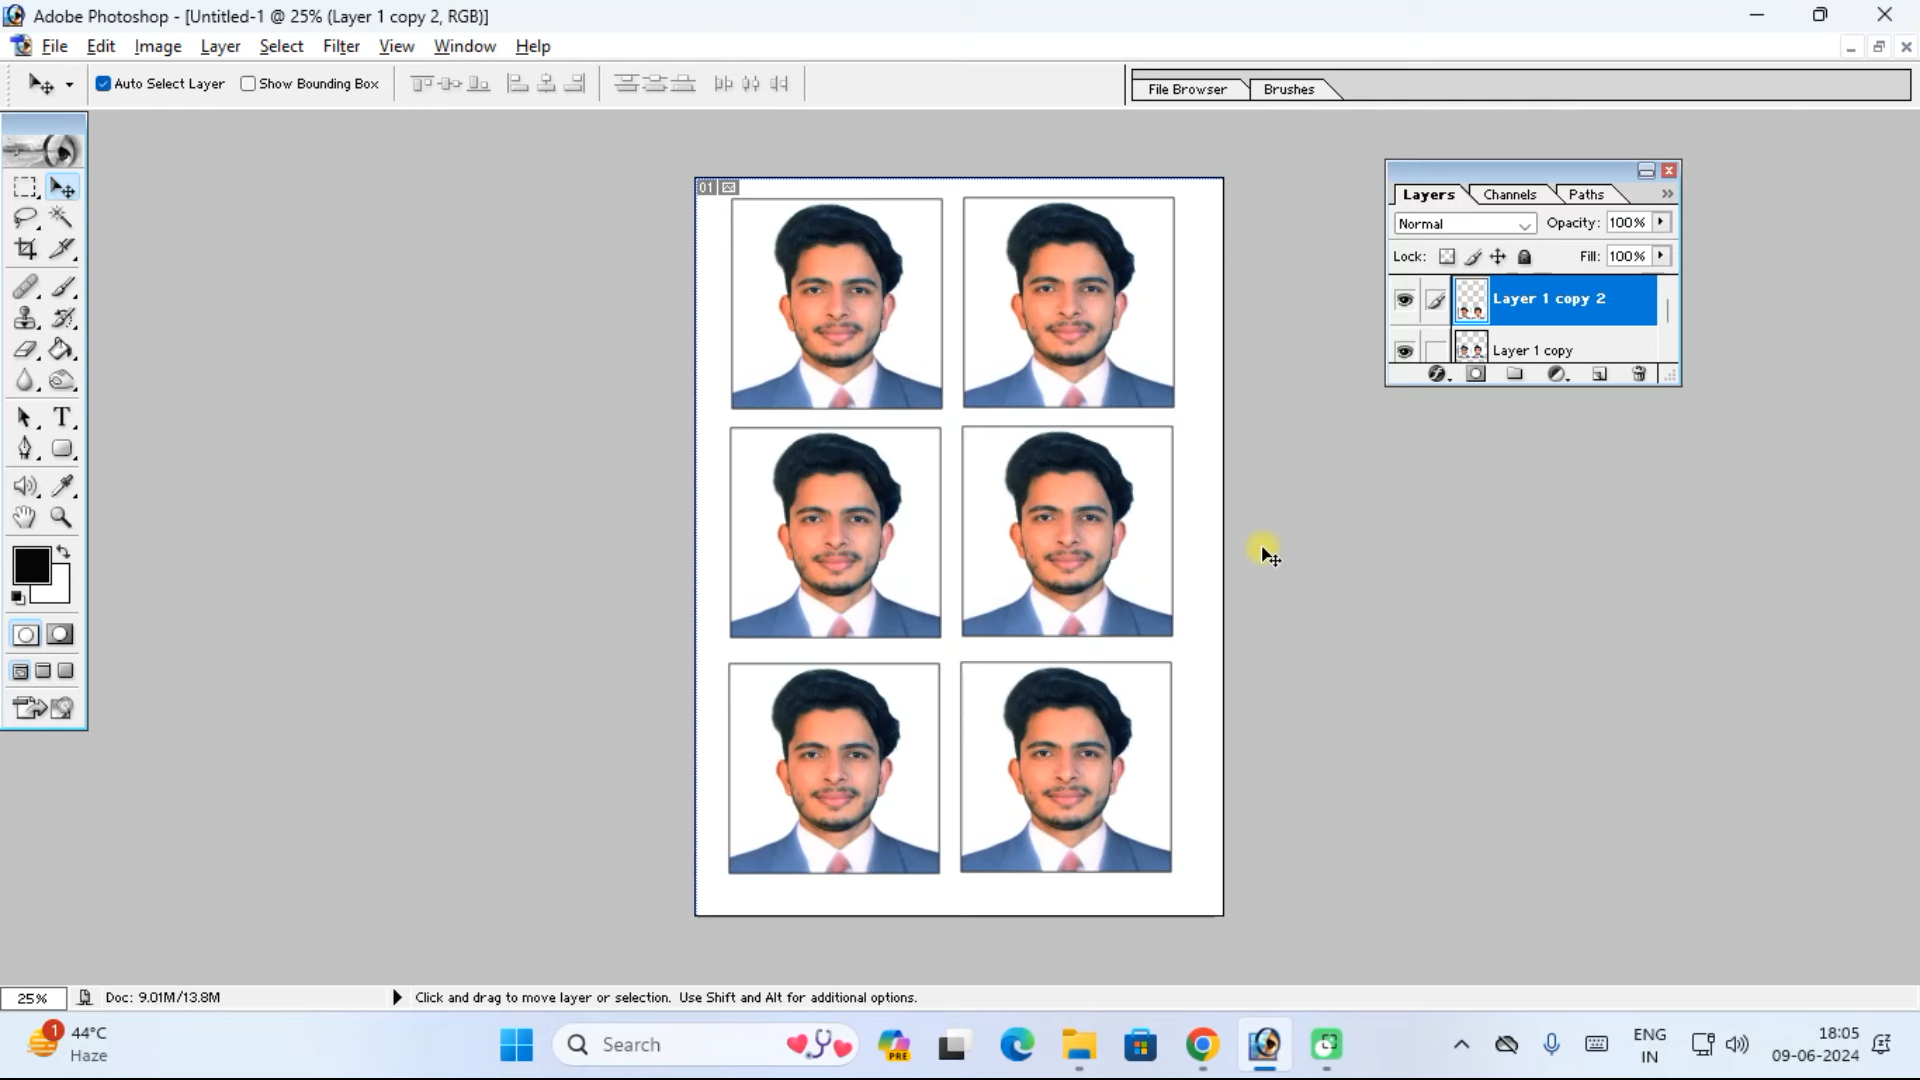 Adobe Photoshop - [Untitled-1 @ 25% (Layer 1 copy 2, RGB)]
File Edit Image Layer Select Filter View Window Help
Auto Select Layer Show Bounding Box File Browser Brushes
01
Layers Channels Paths
Normal Opacity: 100%
Lock: Fill: 100%
Layer 1 copy 2
Layer 1 copy
T
25% Doc: 9.01M/13.8M Click and drag to move layer or selection. Use Shift and Alt for additional options.
1 44°C
Haze
Search
PRE
ENG
IN
18:05
09-06-2024